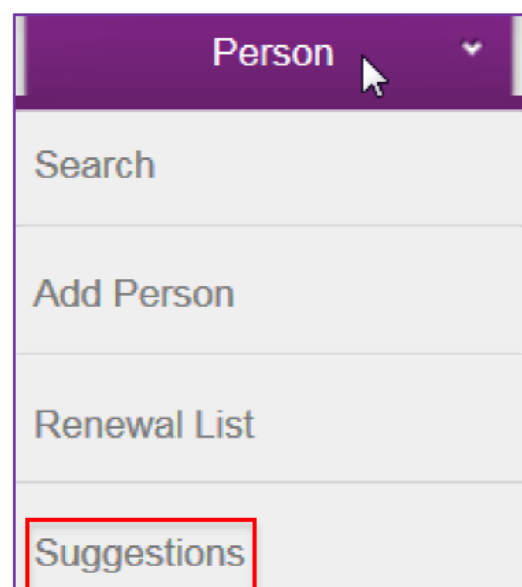 Person
Search
Add Person
Renewal List
Suggestions